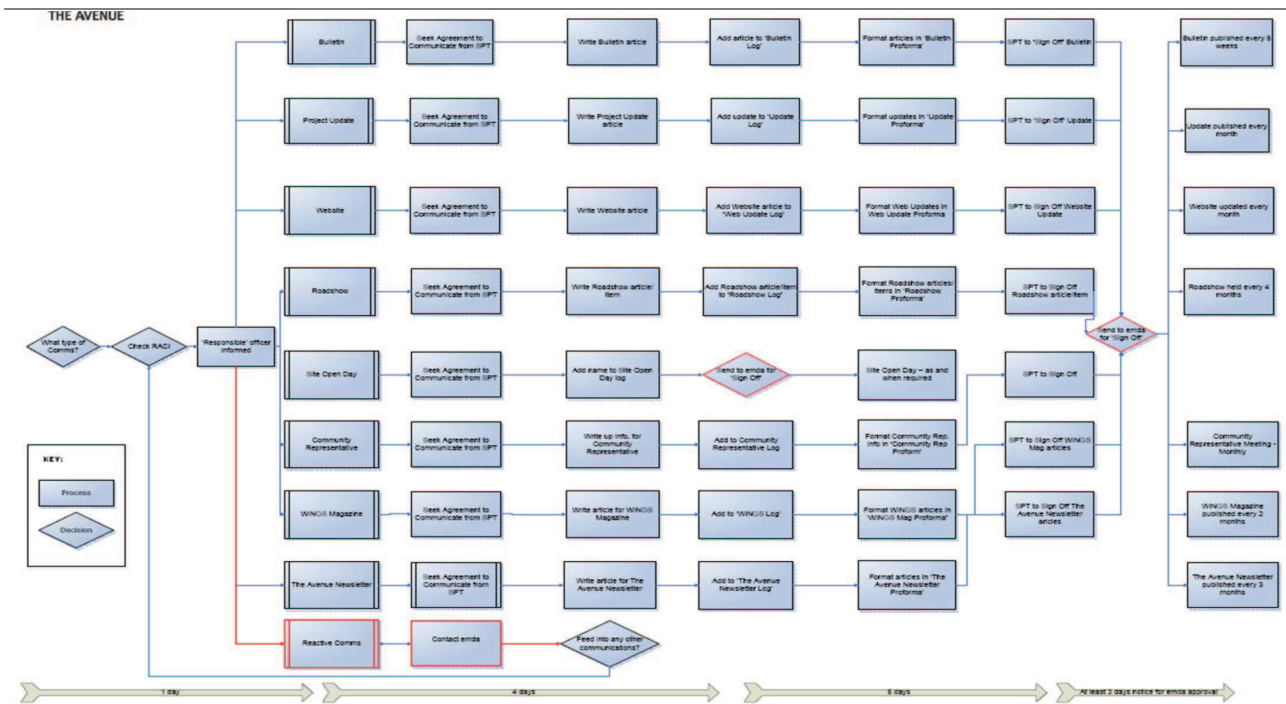 THE AVENUE
Bulletin
Seek Agreement to
Communicate from SPT
Write Bulletin article
Add article to 'Bulletin
Log'
Format articles in 'Bulletin
Proforma'
SPT to 'Sign Off' Bulletin
Bulletin published every 8
weeks
Project Update
Seek Agreement to
Communicate from SPT
Write Project Update
article
Add update to 'Update
Log'
Format updates in 'Update
Proforma'
SPT to 'Sign Off' Update
Update published every
month
Website
Seek Agreement to
Communicate from SPT
Write Website article
Add Website article to
'Web Update Log'
Format Web Updates in
Web Update Proforma
SPT to Sign Off Website
Update
Website updated every
month
Roadshow
Seek Agreement to
Communicate from SPT
Write Roadshow article/
Item
Add Roadshow article/item
to 'Roadshow Log'
Format Roadshow articles/
Items in 'Roadshow
Proforma'
SPT to Sign Off
Roadshow article/item
Roadshow held every 4
months
What type of
Comms?
Check RACI
'Responsible' officer
informed
Send to emda
for 'Sign Off'
Site Open Day
Seek Agreement to
Communicate from SPT
Add name to Site Open
Day log
Send to emda for
'Sign Off'
Site Open Day – as and
when required
SPT to Sign Off
Community
Representative
Seek Agreement to
Communicate from SPT
Write up info. for
Community
Representative
Add to Community
Representative Log
Format Community Rep.
info in 'Community Rep
Proform'
SPT to Sign Off WINGS
Mag articles
Community
Representative Meeting -
Monthly
KEY:
Process
Decision
WINGS Magazine
Seek Agreement to
Communicate from SPT
Write article for WINGS
Magazine
Add to 'WINGS Log'
Format WINGS articles in
'WINGS Mag Proforma'
SPT to Sign Off The
Avenue Newsletter
articles
WINGS Magazine
published every 2
months
The Avenue Newsletter
Seek Agreement to
Communicate from
SPT
Write article for The
Avenue Newsletter
Add to 'The Avenue
Newsletter Log'
Format articles in 'The
Avenue Newsletter
Proforma'
The Avenue Newsletter
published every 3
months
Reactive Comms
Contact emda
Feed into any other
communications?
1 day
4 days
days
At least 3 days notice for emda approval